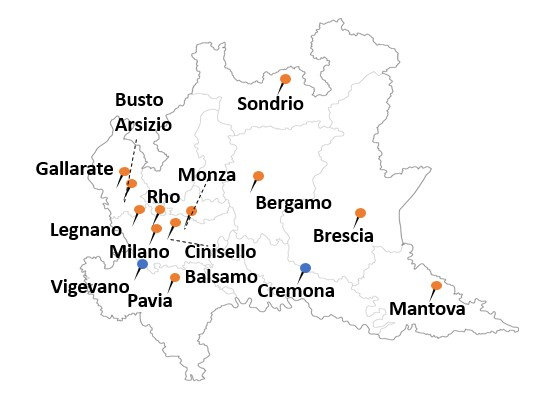 Sondrio
Busto
Arsizio
Gallarate
Monza
Rho
Bergamo
Legnano
Brescia
Milano
Cinisello
Balsamo
Vigevano
Pavia
Cremona
Mantova